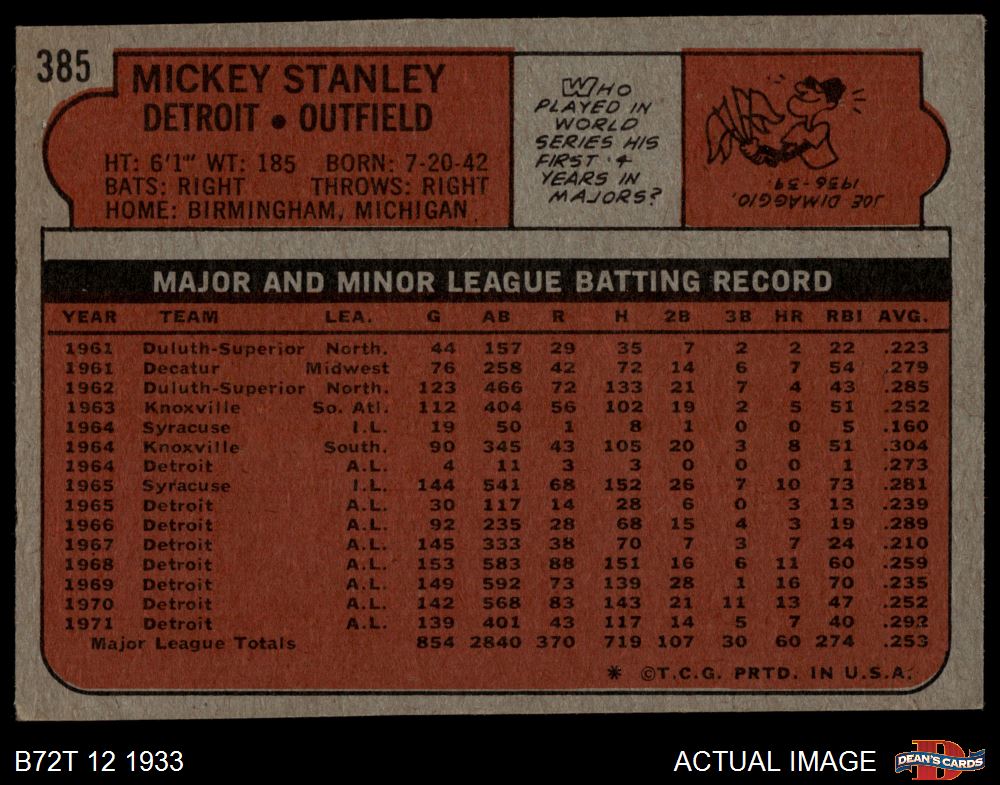 385
MICKEY STANLEY
DETROIT • OUTFIELD
HT: 6'1" WT: 185 BORN: 7-20-42
BATS: RIGHT THROWS: RIGHT
HOME: BIRMINGHAM, MICHIGAN
WHO
PLAYED IN
WORLD
SERIES HIS
FIRST 4
YEARS IN
MAJORS?
JOE DIMAGGIO,
1936-39.
MAJOR AND MINOR LEAGUE BATTING RECORD
YEAR TEAM LEA. G AB R H 2B 3B HR RBI AVG.
1961 Duluth-Superior North. 44 157 29 35 7 2 2 22 .223
1961 Decatur Midwest 76 258 42 72 14 6 7 54 .279
1962 Duluth-Superior North. 123 466 72 133 21 7 4 43 .285
1963 Knoxville So. Atl. 112 404 56 102 19 2 5 51 .252
1964 Syracuse I.L. 19 50 1 8 1 0 0 5 .160
1964 Knoxville South. 90 345 43 105 20 3 8 51 .304
1964 Detroit A.L. 4 11 3 3 0 0 0 1 .273
1965 Syracuse I.L. 144 541 68 152 26 7 10 73 .281
1965 Detroit A.L. 30 117 14 28 6 0 3 13 .239
1966 Detroit A.L. 92 235 28 68 15 4 3 19 .289
1967 Detroit A.L. 145 333 38 70 7 3 7 24 .210
1968 Detroit A.L. 153 583 88 151 16 6 11 60 .259
1969 Detroit A.L. 149 592 73 139 28 1 16 70 .235
1970 Detroit A.L. 142 568 83 143 21 11 13 47 .252
1971 Detroit A.L. 139 401 43 117 14 5 7 40 .292
Major League Totals 854 2840 370 719 107 30 60 274 .253
* ©T.C.G. PRTD. IN U.S.A.
B72T 12 1933 ACTUAL IMAGE
D
DEAN'S CARDS